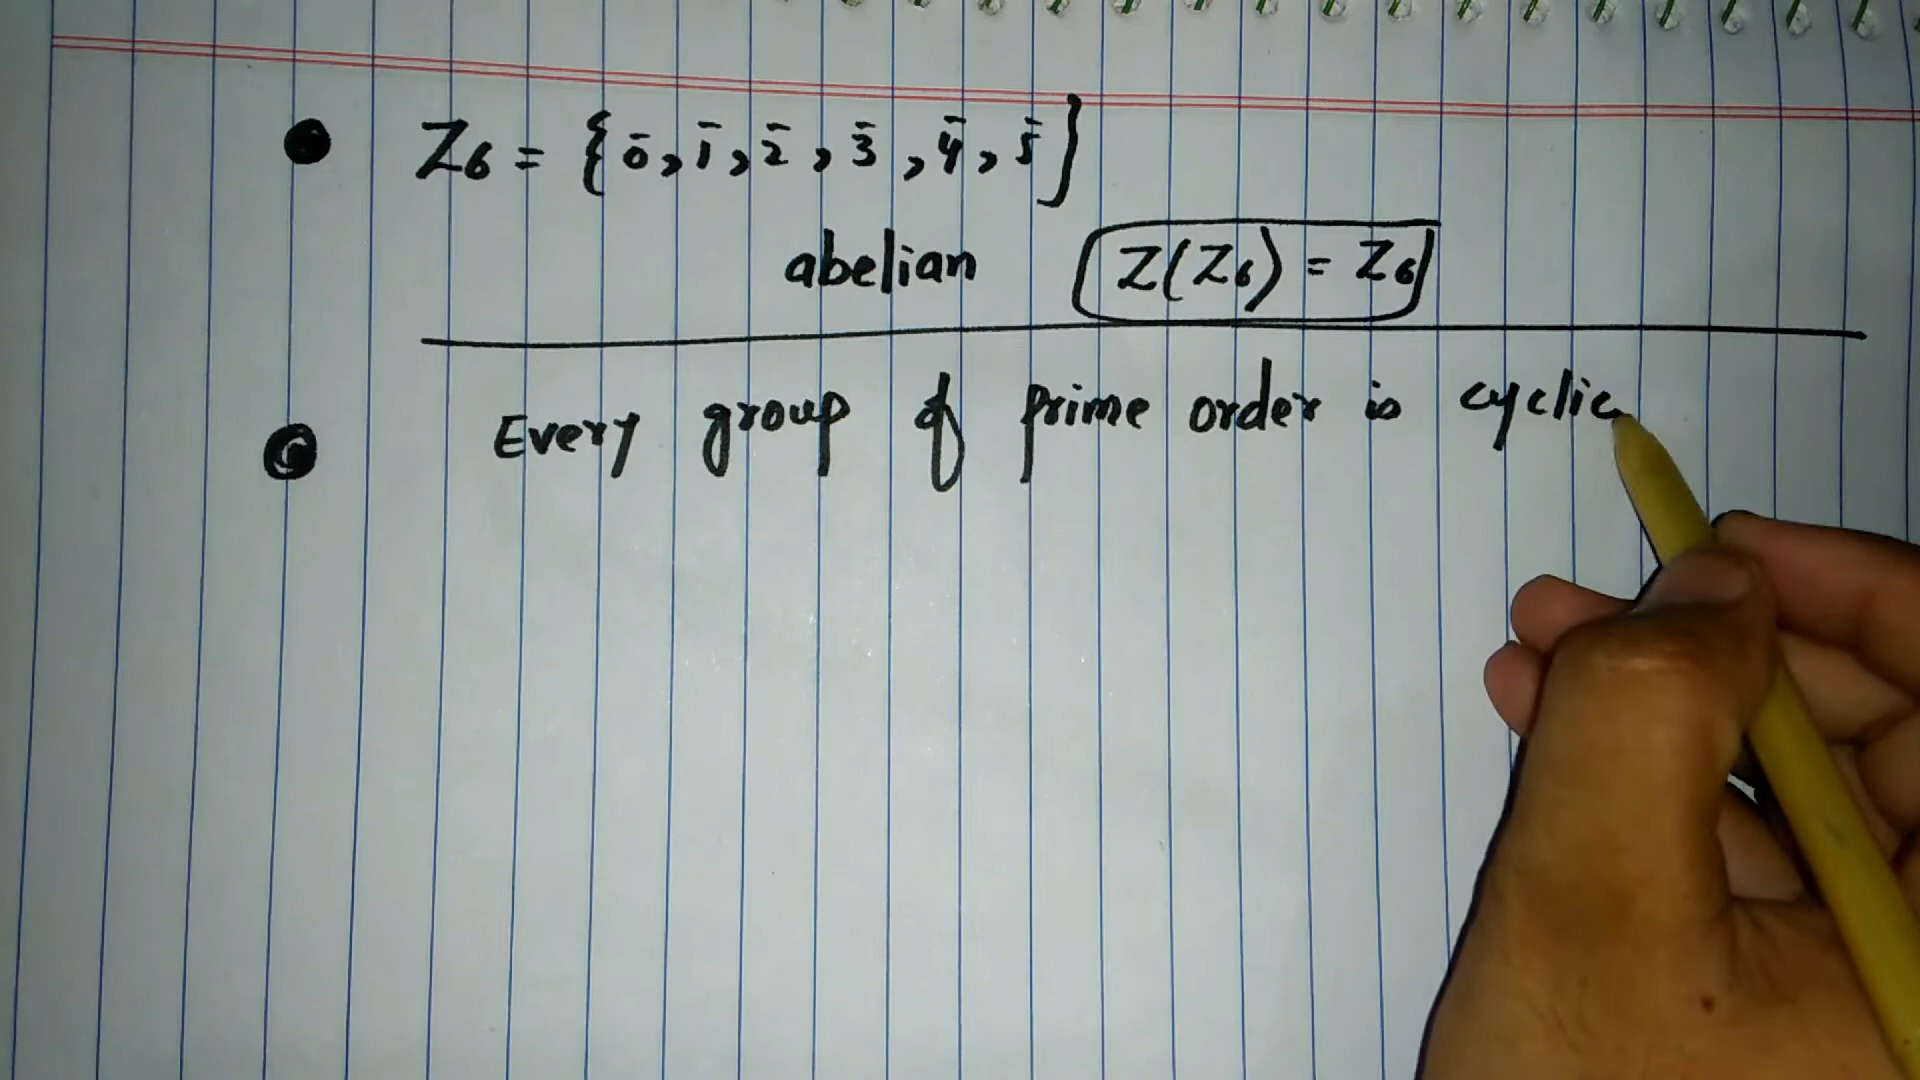 Z6 = { 0̄, 1̄, 2̄, 3̄, 4̄, 5̄ }
abelian Z(Z6) = Z6
Every group of prime order is cyclic